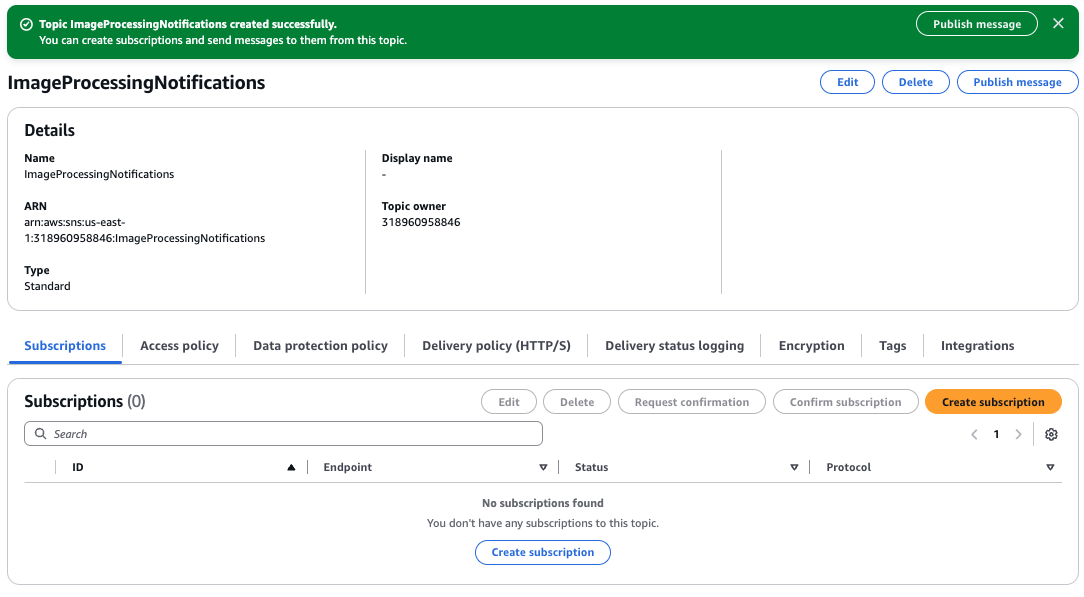 Topic ImageProcessingNotifications created successfully.
You can create subscriptions and send messages to them from this topic.
Publish message
ImageProcessingNotifications
Edit
Delete
Publish message
Details
Name
ImageProcessingNotifications
ARN
arn:aws:sns:us-east-
1:318960958846:ImageProcessingNotifications
Type
Standard
Display name
-
Topic owner
318960958846
Subscriptions
Access policy
Data protection policy
Delivery policy (HTTP/S)
Delivery status logging
Encryption
Tags
Integrations
Subscriptions (0)
Edit
Delete
Request confirmation
Confirm subscription
Create subscription
Search
1
ID
Endpoint
Status
Protocol
No subscriptions found
You don't have any subscriptions to this topic.
Create subscription